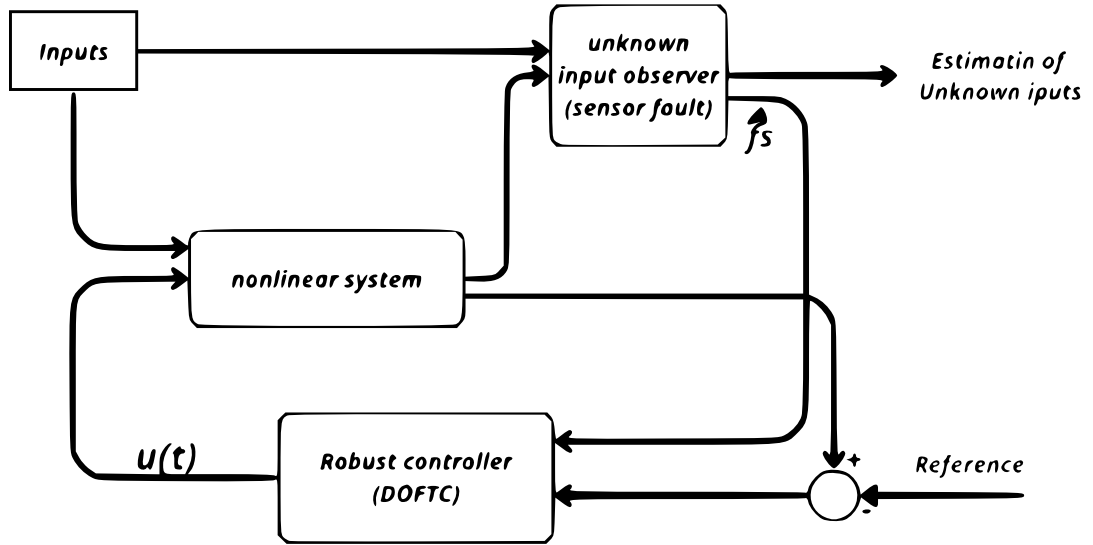 Inputs
unknown
input observer
(sensor fault)
Estimatin of
Unknown iputs
fs
nonlinear system
+
Reference
u(t)
Robust controller
(DOFTC)
-